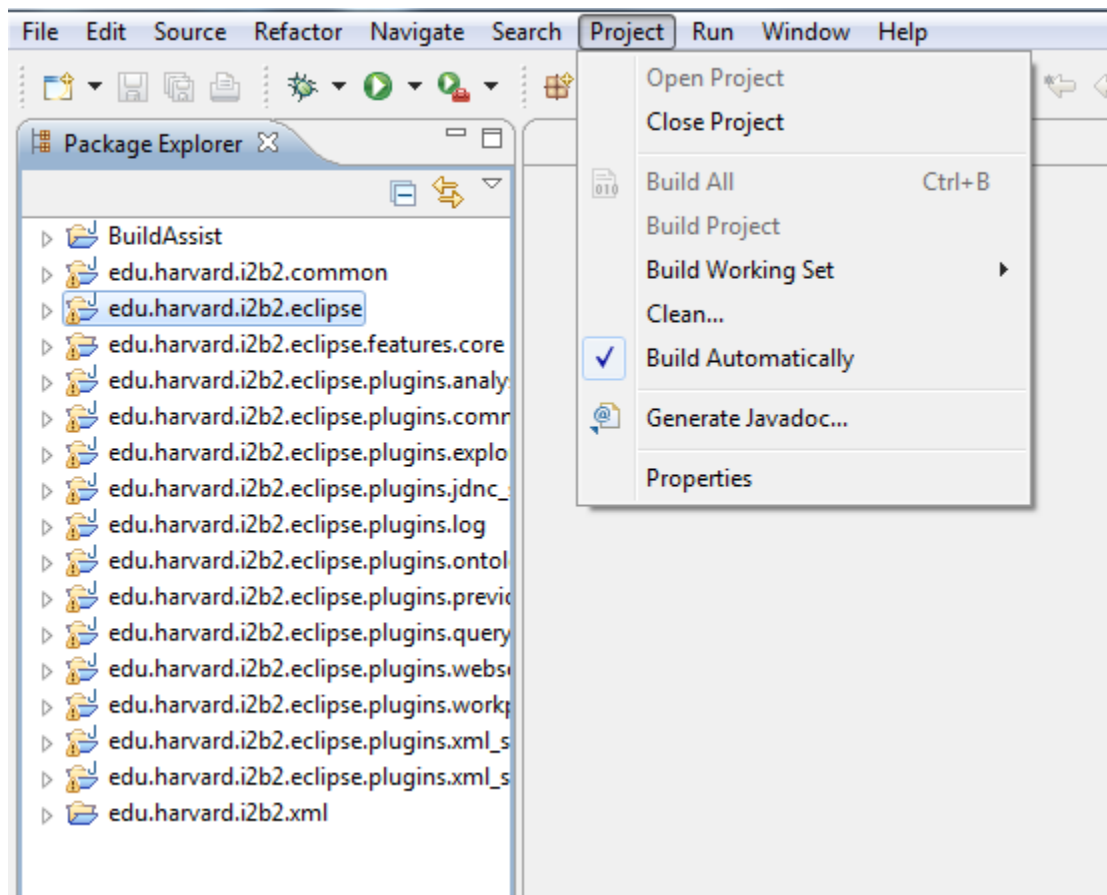 File Edit Source Refactor Navigate Search Project Run Window Help
Package Explorer
BuildAssist
edu.harvard.i2b2.common
edu.harvard.i2b2.eclipse
edu.harvard.i2b2.eclipse.features.core
edu.harvard.i2b2.eclipse.plugins.analy
edu.harvard.i2b2.eclipse.plugins.comm
edu.harvard.i2b2.eclipse.plugins.explo
edu.harvard.i2b2.eclipse.plugins.jdnc_
edu.harvard.i2b2.eclipse.plugins.log
edu.harvard.i2b2.eclipse.plugins.ontol
edu.harvard.i2b2.eclipse.plugins.previo
edu.harvard.i2b2.eclipse.plugins.query
edu.harvard.i2b2.eclipse.plugins.webs
edu.harvard.i2b2.eclipse.plugins.workp
edu.harvard.i2b2.eclipse.plugins.xml_s
edu.harvard.i2b2.eclipse.plugins.xml_s
edu.harvard.i2b2.xml
Open Project
Close Project
Build All Ctrl+B
Build Project
Build Working Set
Clean...
Build Automatically
Generate Javadoc...
Properties